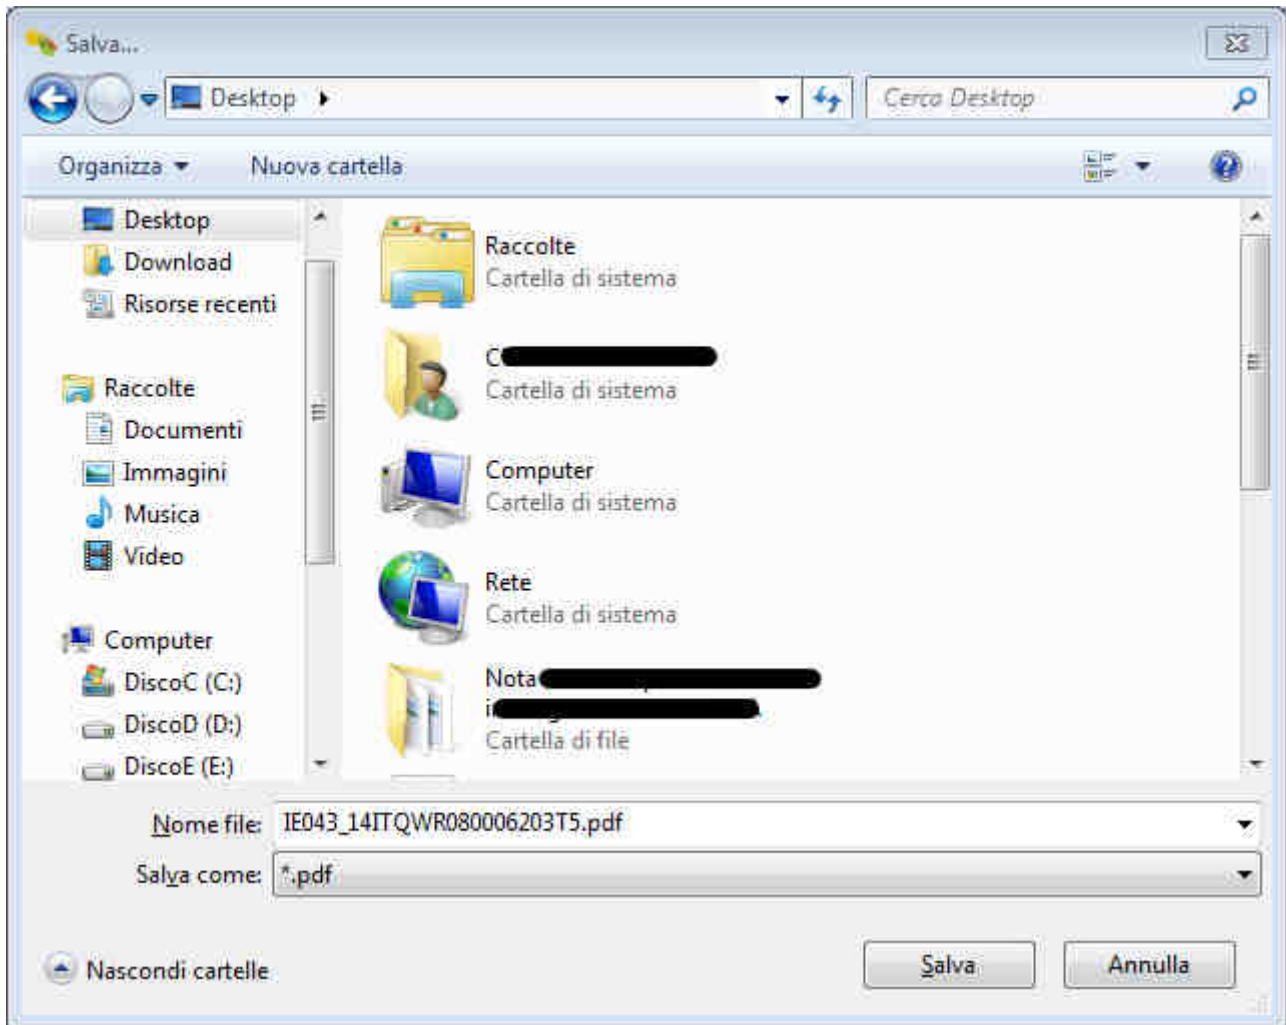 Salva...
Desktop
Cerca Desktop
Organizza
Nuova cartella
Desktop
Download
Risorse recenti
Raccolte
Documenti
Immagini
Musica
Video
Computer
DiscoC (C:)
DiscoD (D:)
DiscoE (E:)
Raccolte
Cartella di sistema
C
Cartella di sistema
Computer
Cartella di sistema
Rete
Cartella di sistema
Nota
Cartella di file
Nome file: IE043_14ITQWR080006203T5.pdf
Salva come: *.pdf
Nascondi cartelle
Salva
Annulla